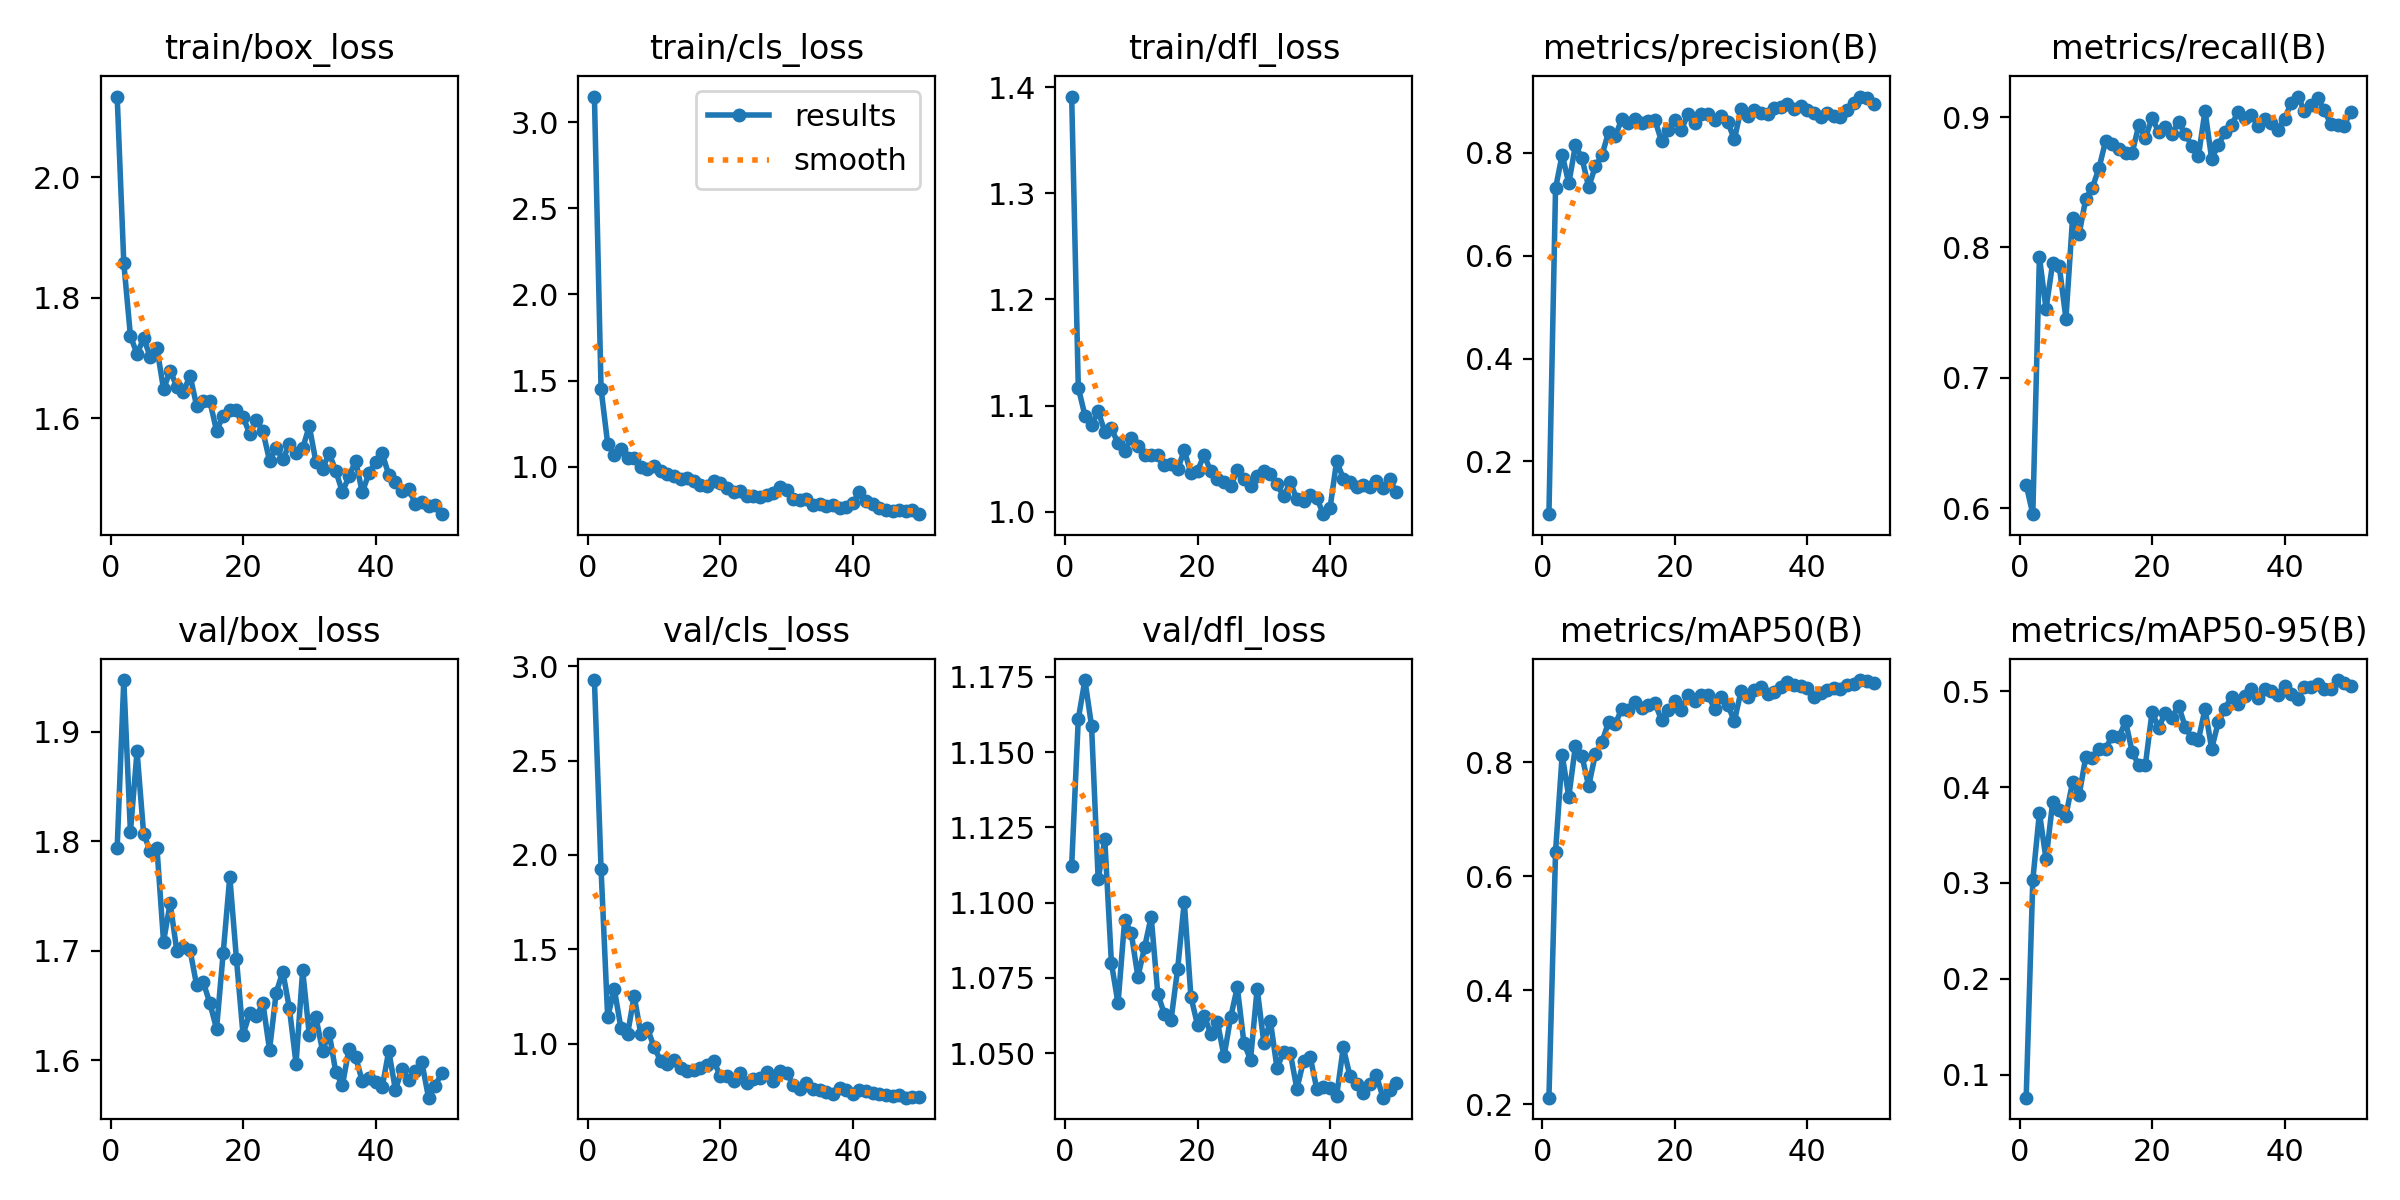 train/box_loss
2.0
1.8
1.6
0 20 40
train/cls_loss
results
smooth
3.0
2.5
2.0
1.5
1.0
0 20 40
train/dfl_loss
1.4
1.3
1.2
1.1
1.0
0 20 40
metrics/precision(B)
0.8
0.6
0.4
0.2
0 20 40
metrics/recall(B)
0.9
0.8
0.7
0.6
0 20 40
val/box_loss
1.9
1.8
1.7
1.6
0 20 40
val/cls_loss
3.0
2.5
2.0
1.5
1.0
0 20 40
val/dfl_loss
1.175
1.150
1.125
1.100
1.075
1.050
0 20 40
metrics/mAP50(B)
0.8
0.6
0.4
0.2
0 20 40
metrics/mAP50-95(B)
0.5
0.4
0.3
0.2
0.1
0 20 40